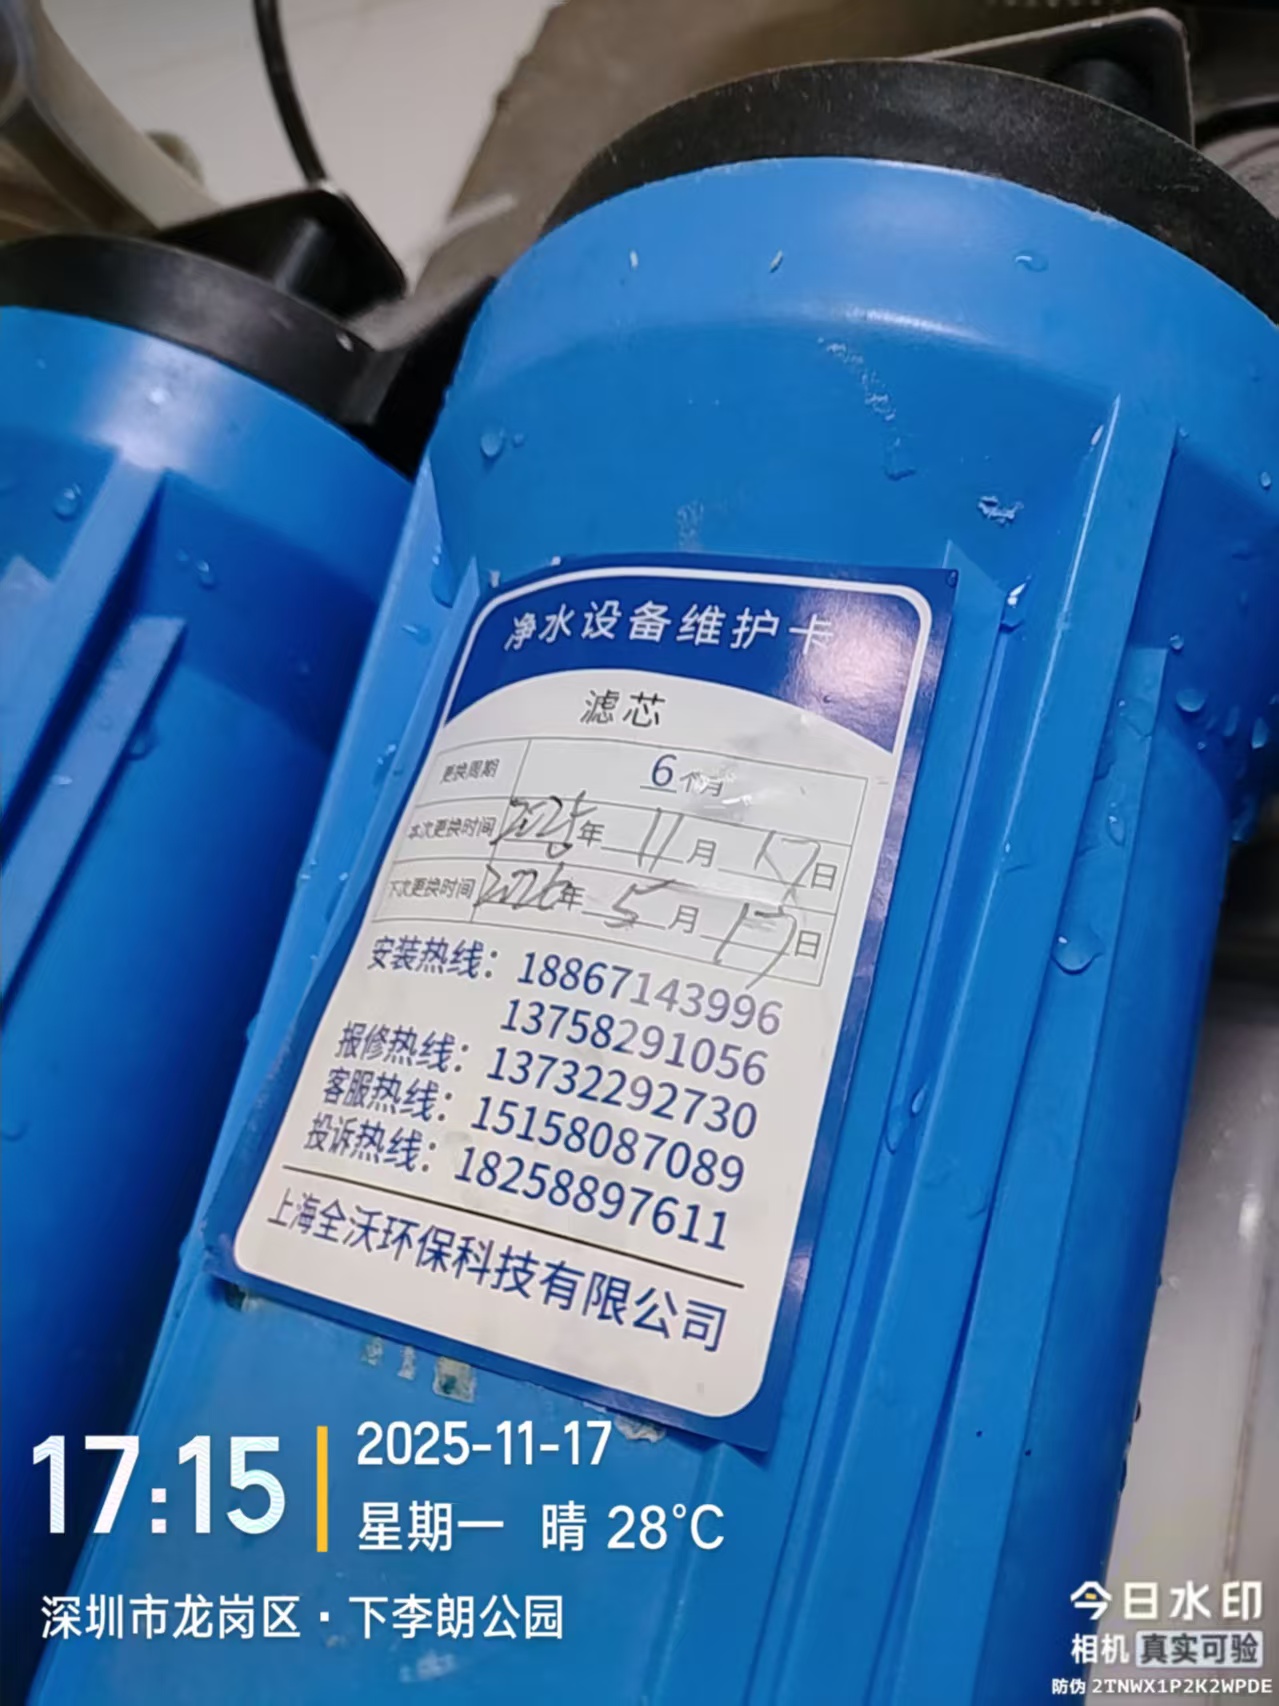 净水设备维护卡
滤芯
更换周期 6个月
本次更换时间 2025年 11月 17日
下次更换时间 2026年 5月 17日
安装热线：18867143996
13758291056
报修热线：13732292730
客服热线：15158087089
投诉热线：18258897611
上海全沃环保科技有限公司
17:15
2025-11-17
星期一 晴 28°C
深圳市龙岗区·下李朗公园
今日水印
相机 真实可验
防伪 2TNWX1P2K2WPDE